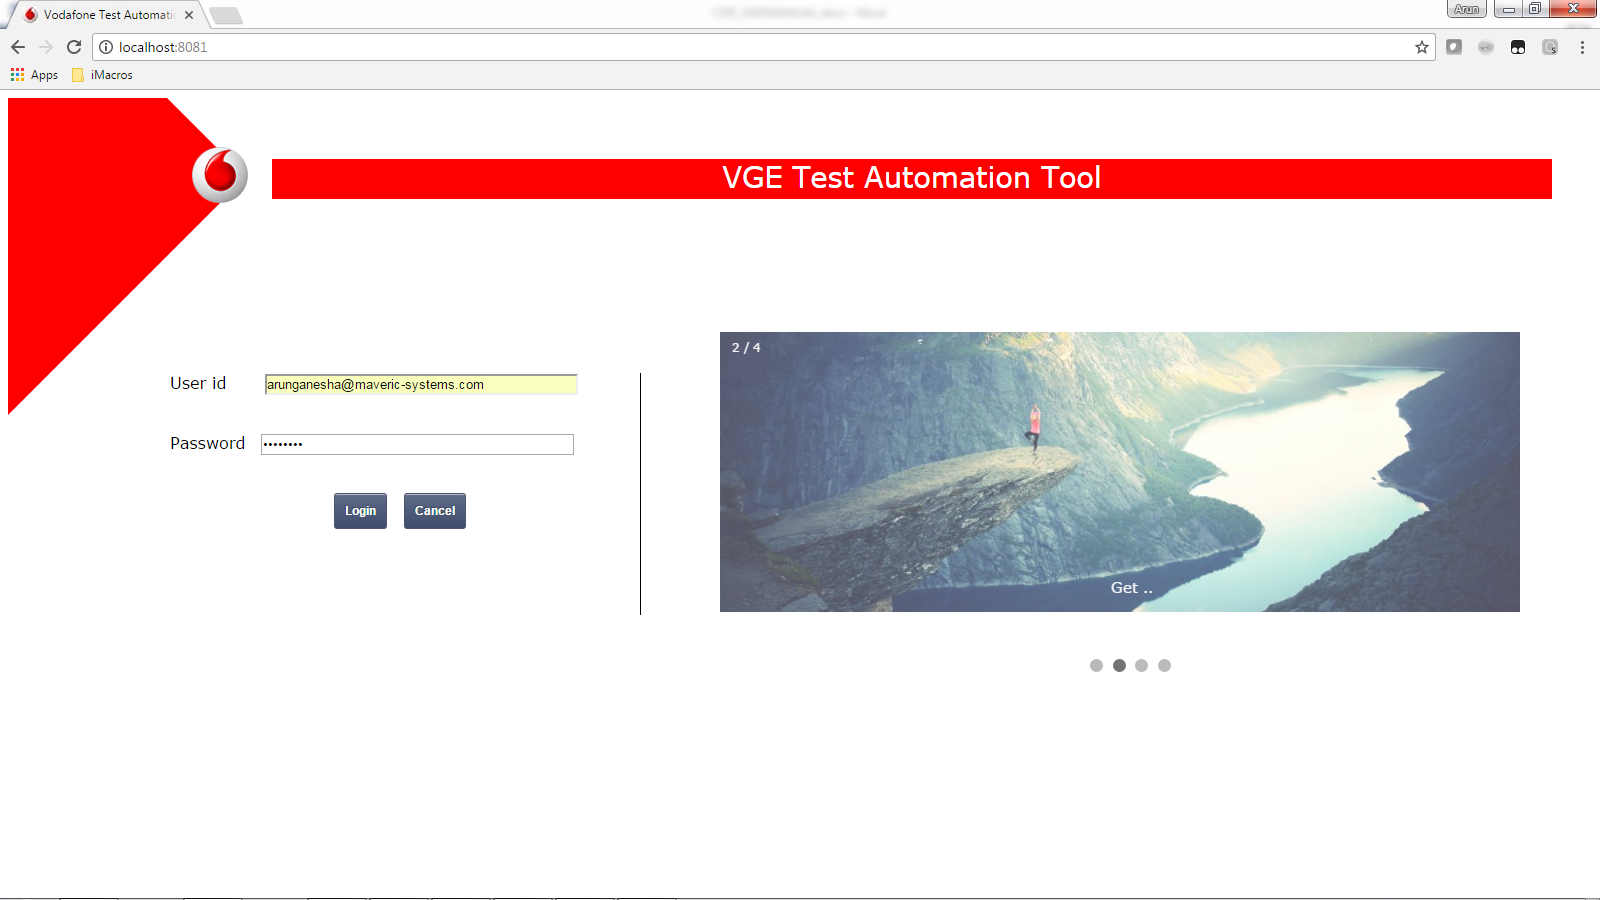 Vodafone Test Automati
Arun
localhost:8081
Apps
iMacros
VGE Test Automation Tool
2 / 4
User id
arunganesha@maveric-systems.com
Password
Login
Cancel
Get ..